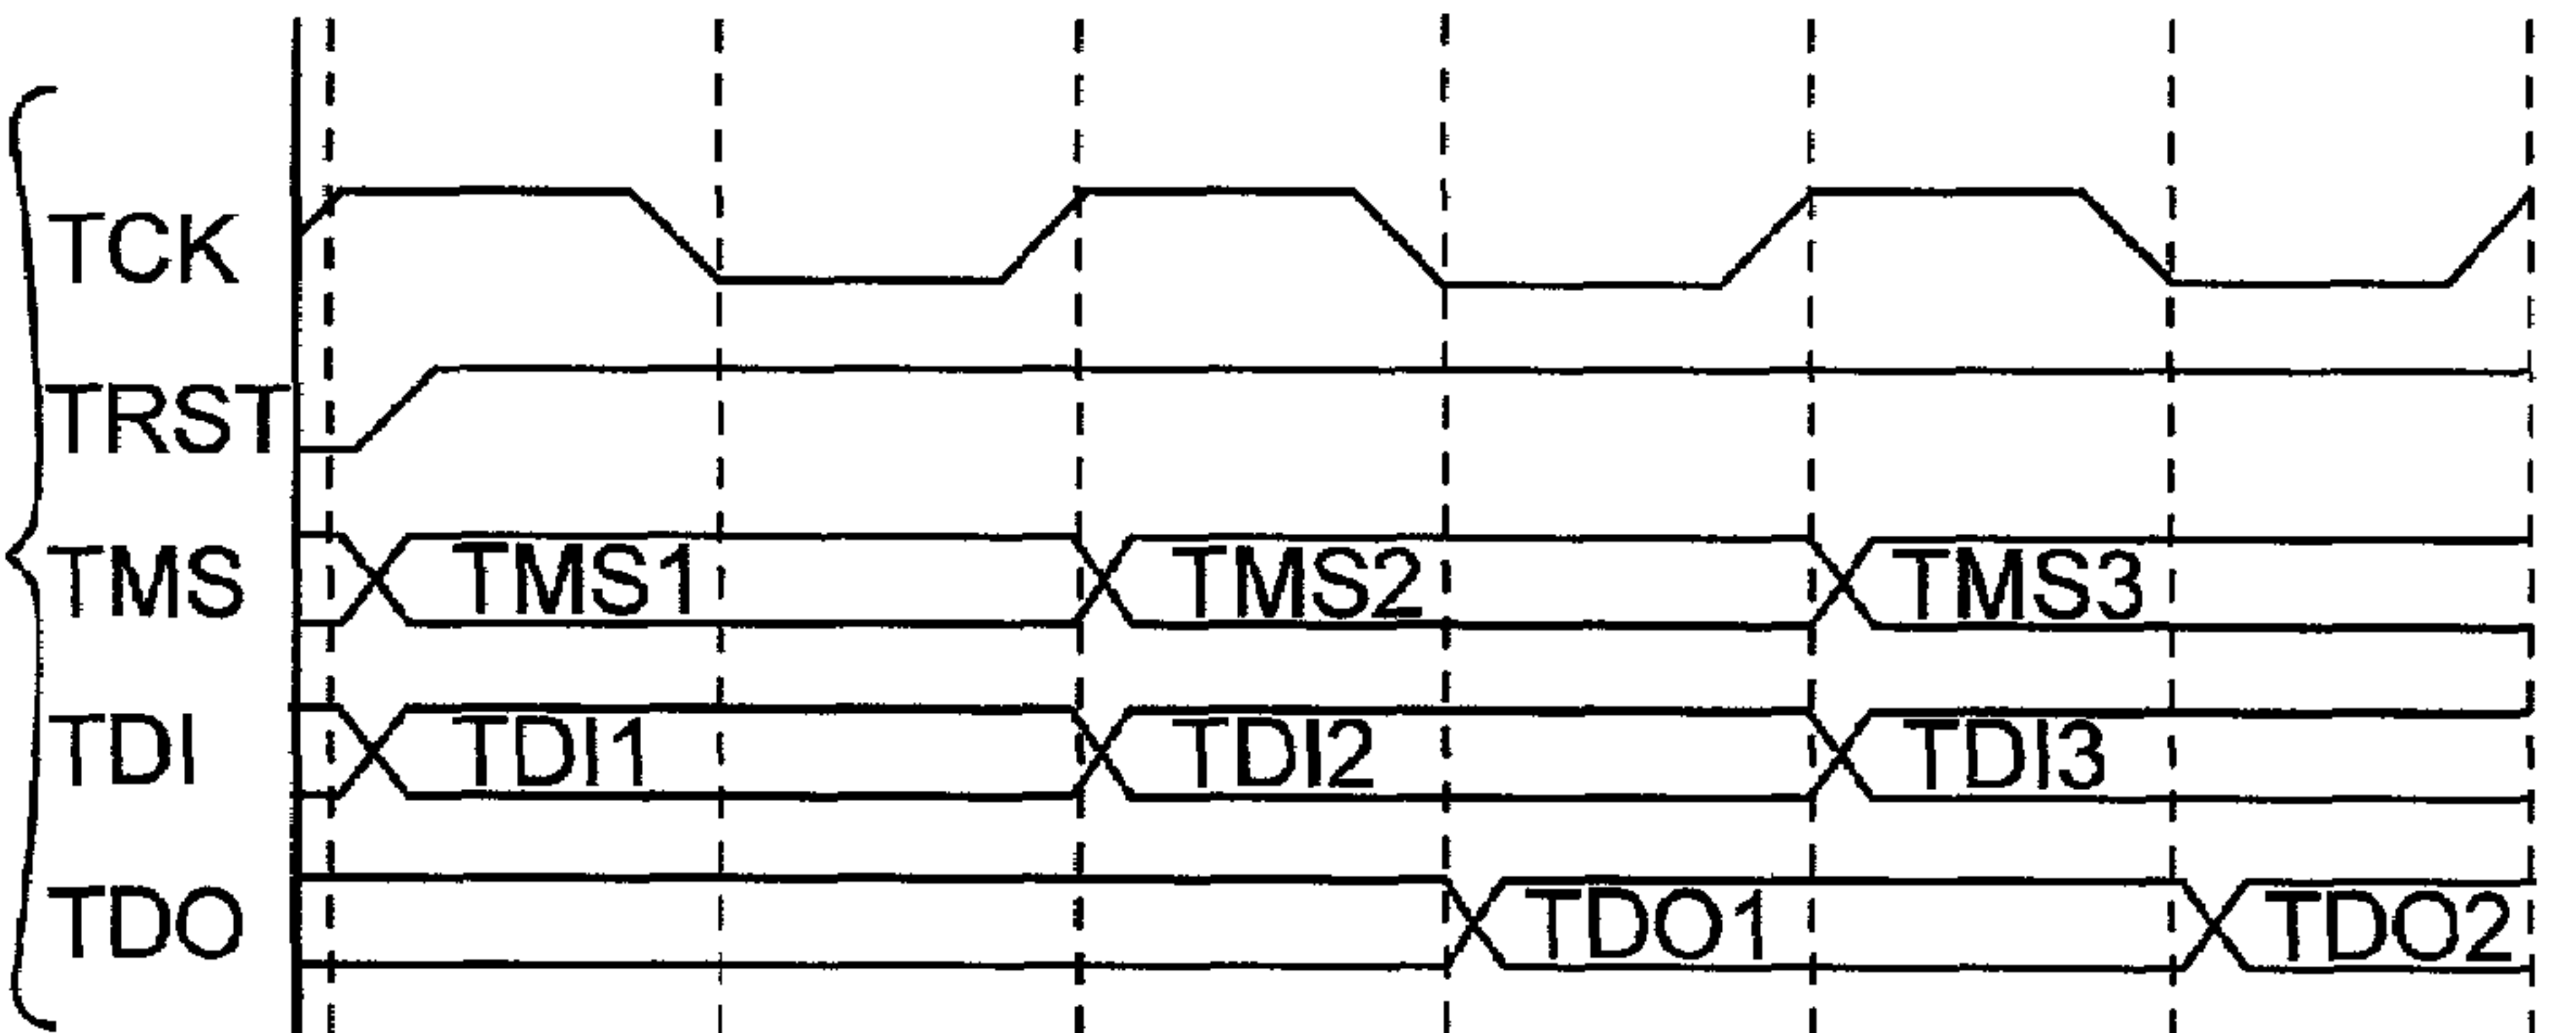 TCK
TRST
TMS TMS1 TMS2 TMS3
TDI TDI1 TDI2 TDI3
TDO TDO1 TDO2